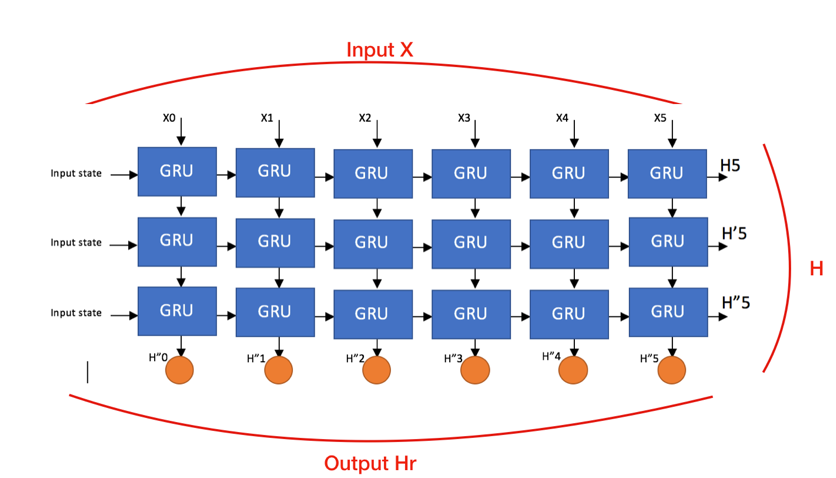 Input X
X0 X1 X2 X3 X4 X5
Input state GRU GRU GRU GRU GRU GRU H5
Input state GRU GRU GRU GRU GRU GRU H'5
H
Input state GRU GRU GRU GRU GRU GRU H"5
H"0 H"1 H"2 H"3 H"4 H"5
Output Hr